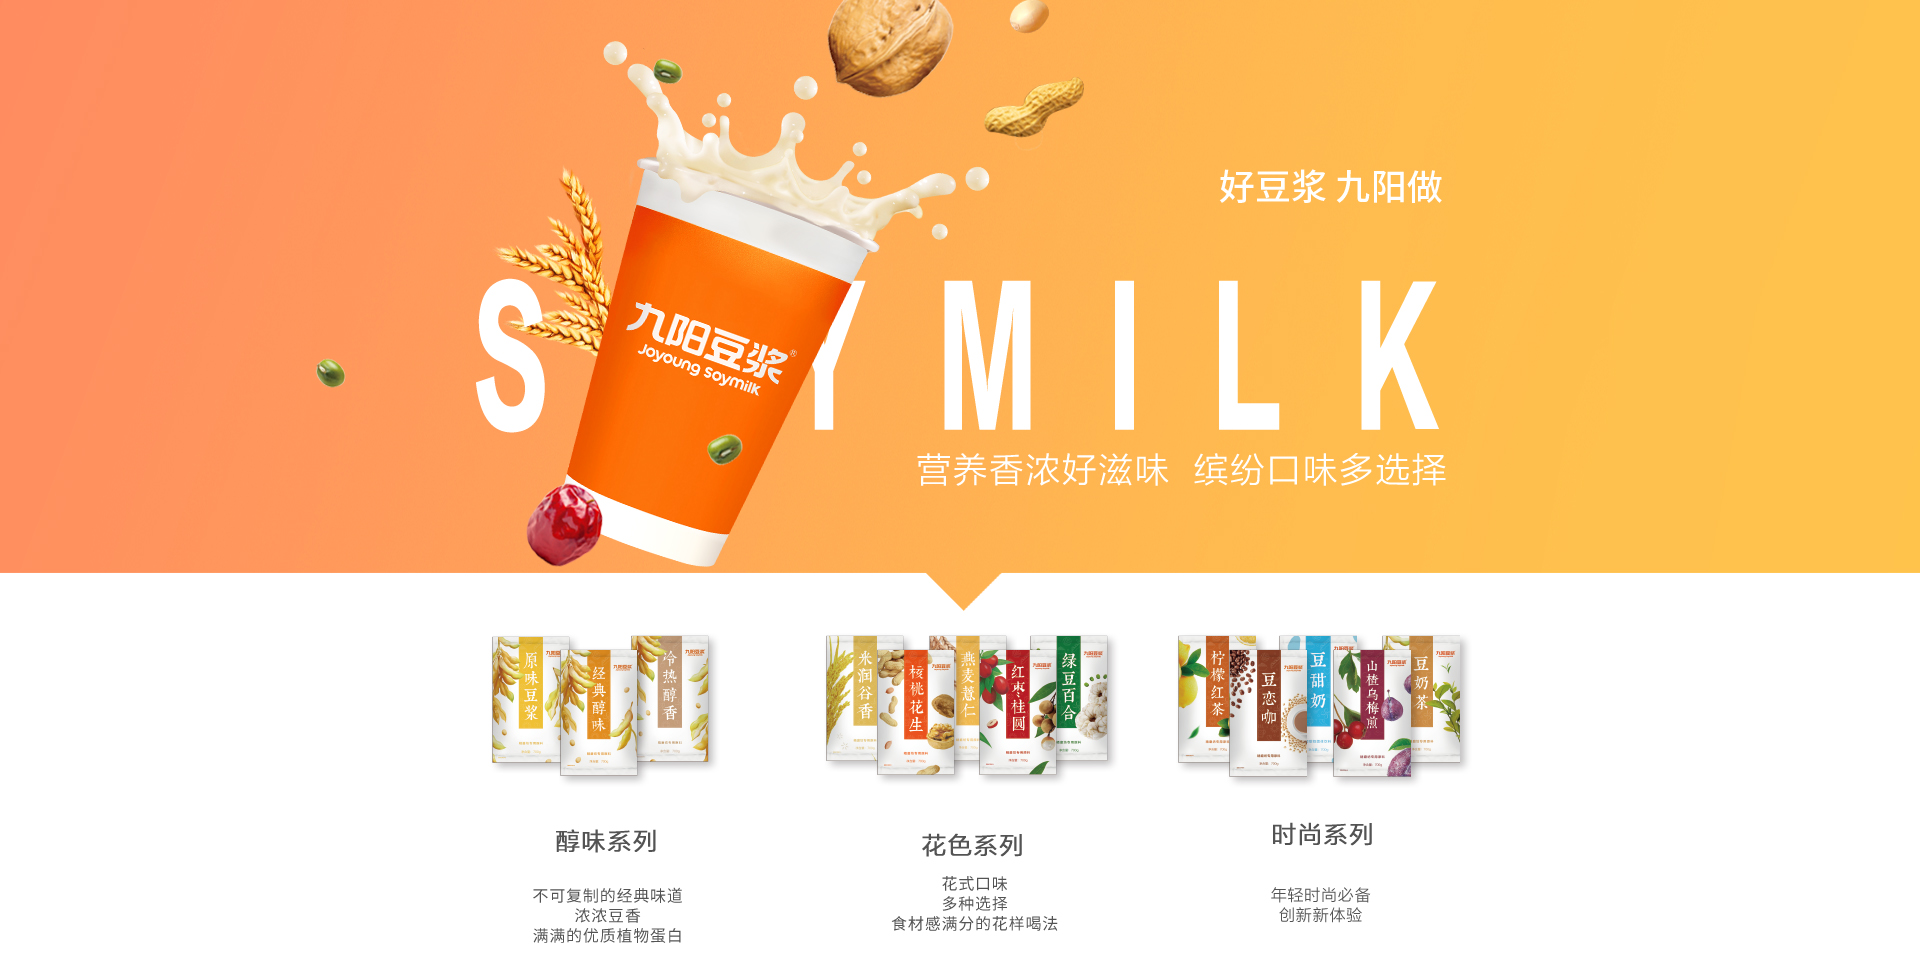 好豆浆 九阳做
S YMILK
九阳豆浆®
Joyoung Soymilk
营养香浓好滋味 缤纷口味多选择
原味豆浆
经典醇味
冷热醇香
米润谷香
核桃花生
燕麦薏仁
红枣桂圆
绿豆百合
柠檬红茶
豆恋咖
豆甜奶
山楂乌梅煎
豆奶茶
醇味系列
不可复制的经典味道
浓浓豆香
满满的优质植物蛋白
花色系列
花式口味
多种选择
食材感满分的花样喝法
时尚系列
年轻时尚必备
创新新体验